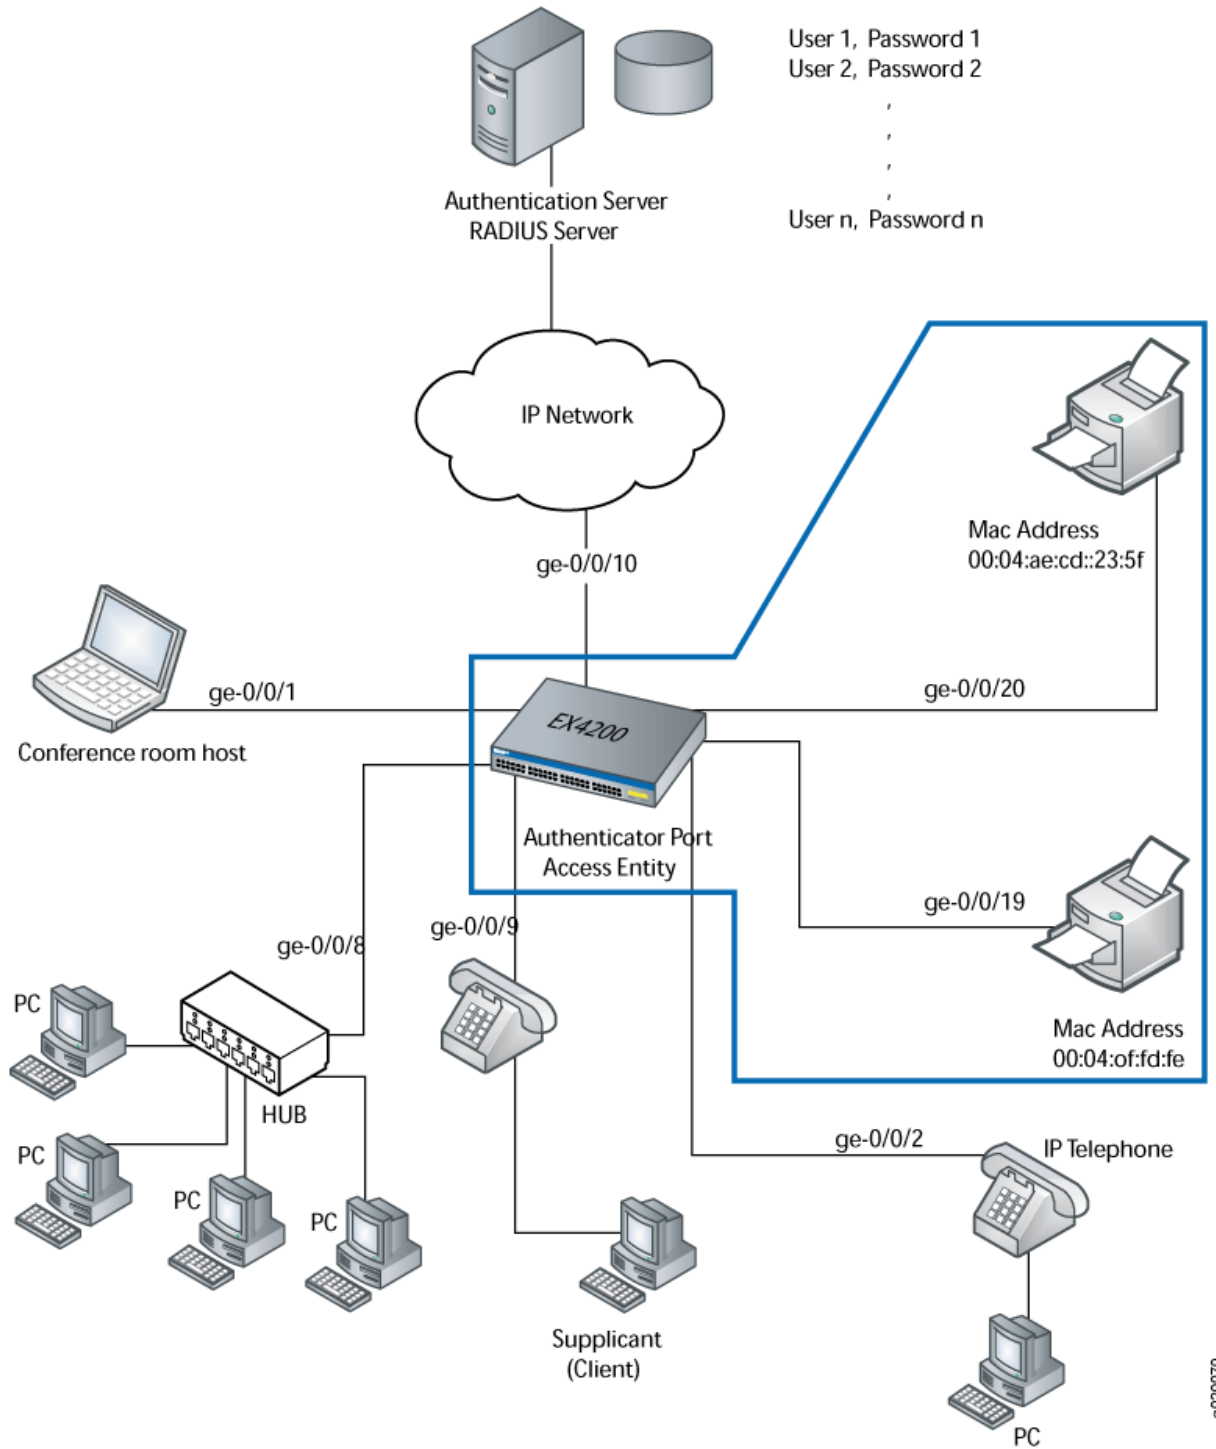 User 1, Password 1
User 2, Password 2
,
,
,
,
User n, Password n
Authentication Server
RADIUS Server
IP Network
Mac Address
00:04:ae:cd::23:5f
ge-0/0/10
ge-0/0/1
ge-0/0/20
EX4200
Conference room host
Authenticator Port
Access Entity
ge-0/0/19
ge-0/0/9
ge-0/0/8
PC
Mac Address
00:04:of:fd:fe
HUB
ge-0/0/2
IP Telephone
PC
PC
PC
Supplicant
(Client)
PC